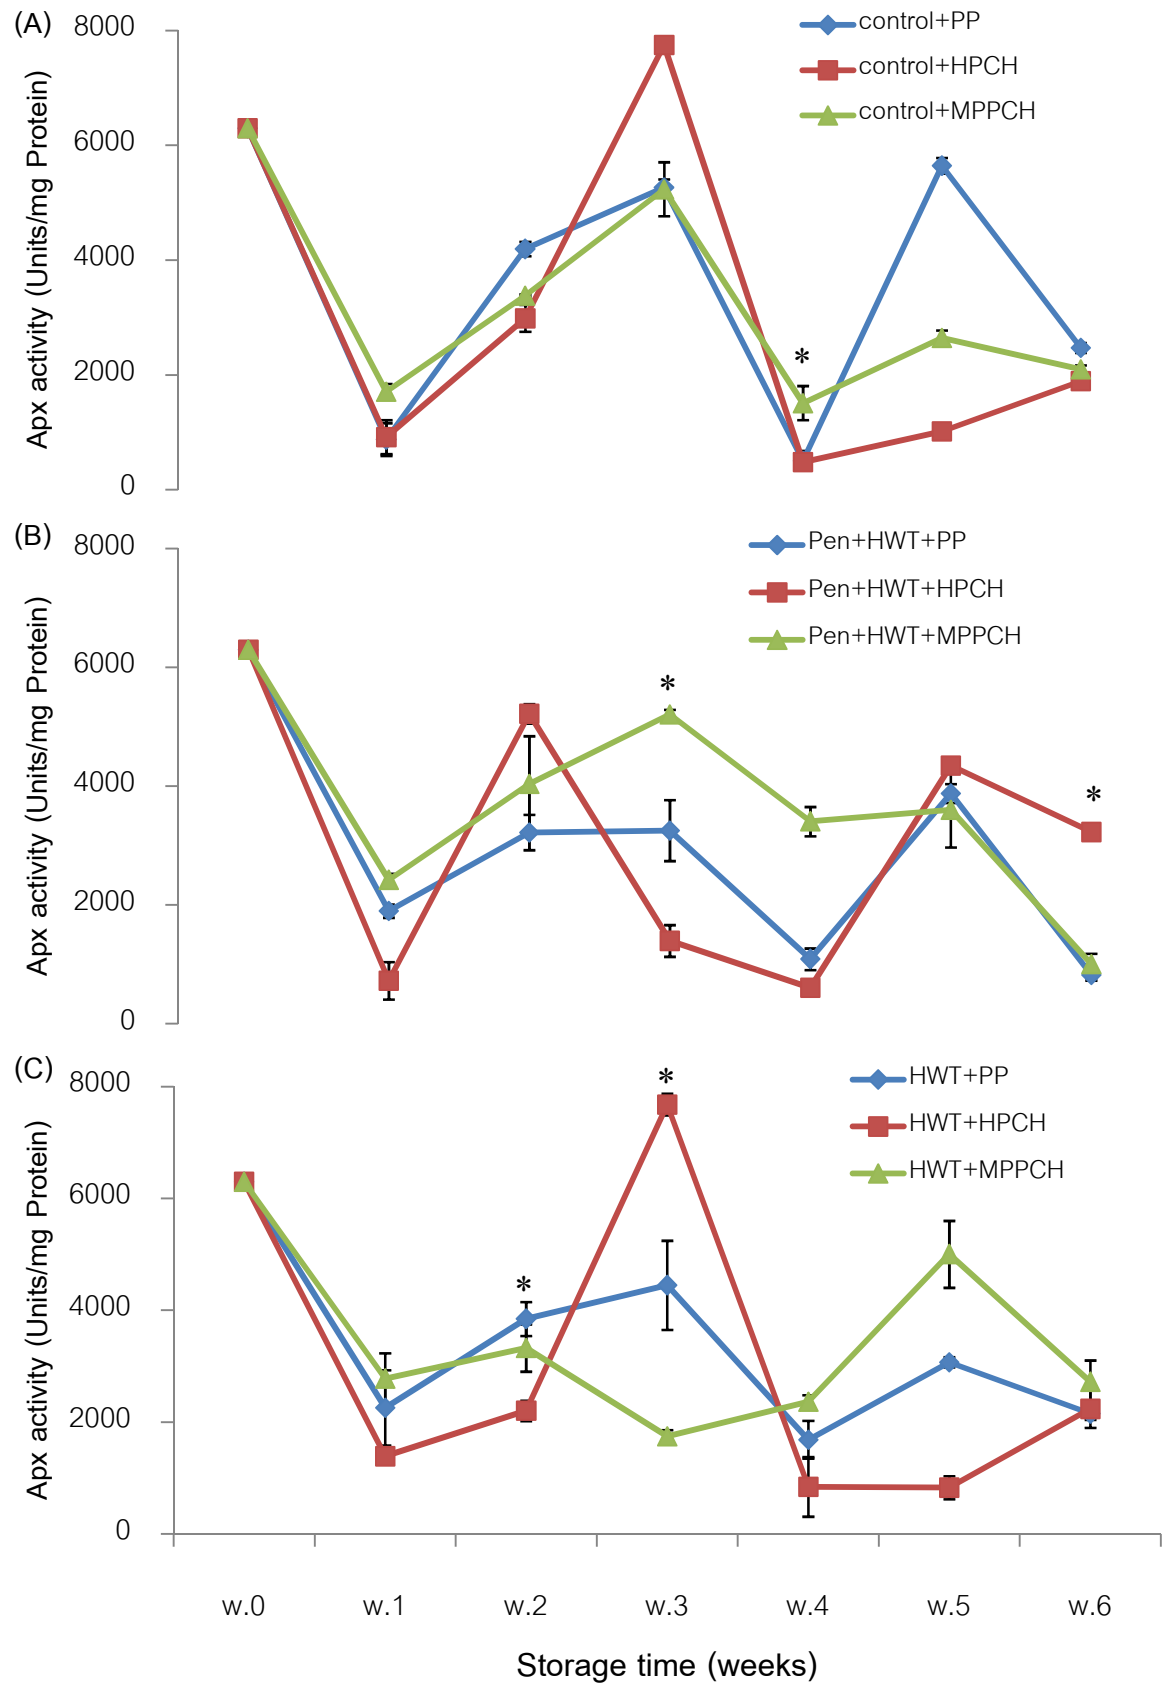 (A)
8000
6000
4000
2000
0
Apx activity (Units/mg Protein)
control+PP
control+HPCH
control+MPPCH
*
(B)
8000
6000
4000
2000
0
Apx activity (Units/mg Protein)
Pen+HWT+PP
Pen+HWT+HPCH
Pen+HWT+MPPCH
*
*
(C)
8000
6000
4000
2000
0
Apx activity (Units/mg Protein)
HWT+PP
HWT+HPCH
HWT+MPPCH
*
*
w.0 w.1 w.2 w.3 w.4 w.5 w.6
Storage time (weeks)